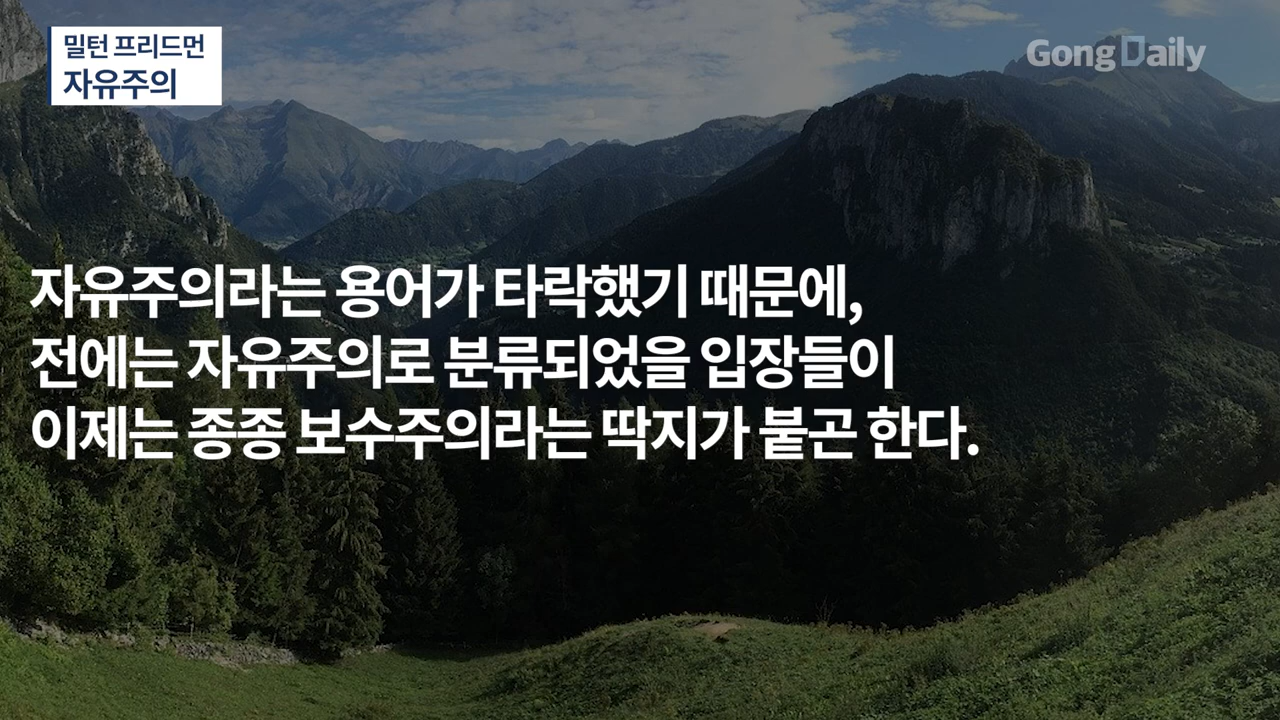 밀턴 프리드먼
자유주의
Gong Daily
자유주의라는 용어가 타락했기 때문에,
전에는 자유주의로 분류되었을 입장들이
이제는 종종 보수주의라는 딱지가 붙곤 한다.